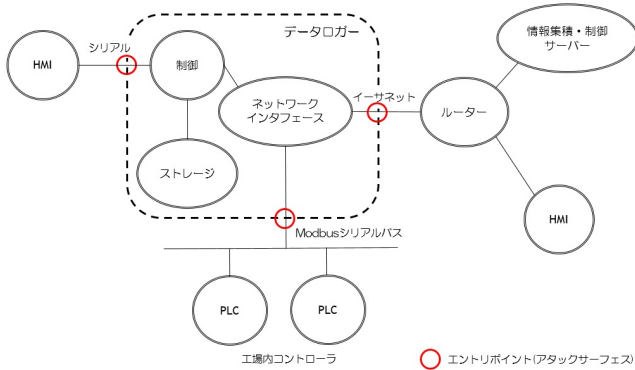 データロガー
シリアル
HMI
制御
情報集積・制御
サーバー
イーサネット
ネットワーク
インタフェース
ルーター
ストレージ
HMI
Modbusシリアルバス
PLC
PLC
工場内コントローラ
エントリポイント(アタックサーフェス)